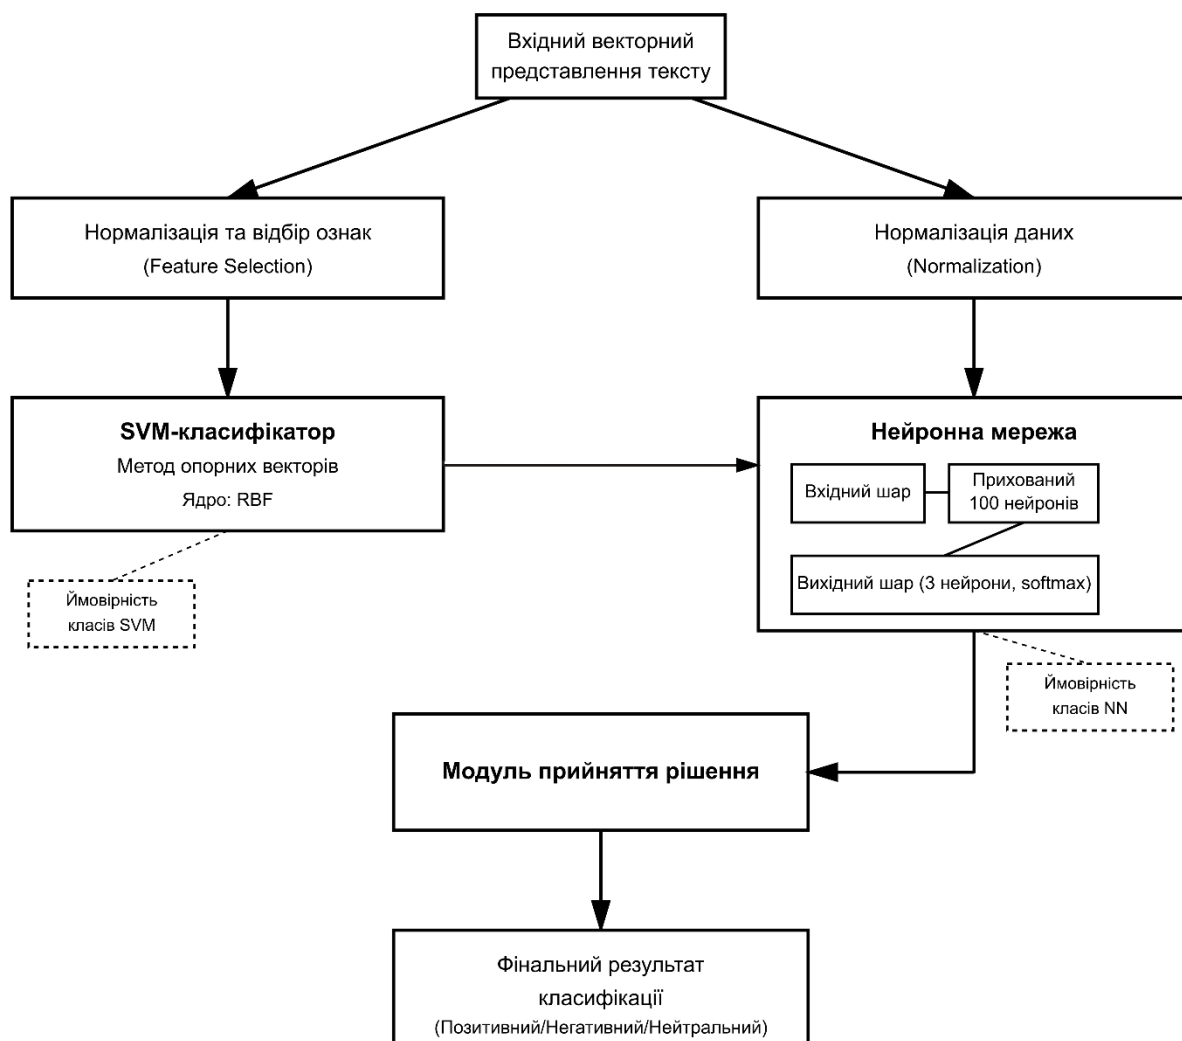 Вхідний векторний
представлення тексту
Нормалізація та відбір ознак
(Feature Selection)
Нормалізація даних
(Normalization)
SVM-класифікатор
Метод опорних векторів
Ядро: RBF
Нейронна мережа
Вхідний шар
Прихований
100 нейронів
Вихідний шар (3 нейрони, softmax)
Ймовірність
класів SVM
Ймовірність
класів NN
Модуль прийняття рішення
Фінальний результат
класифікації
(Позитивний/Негативний/Нейтральний)